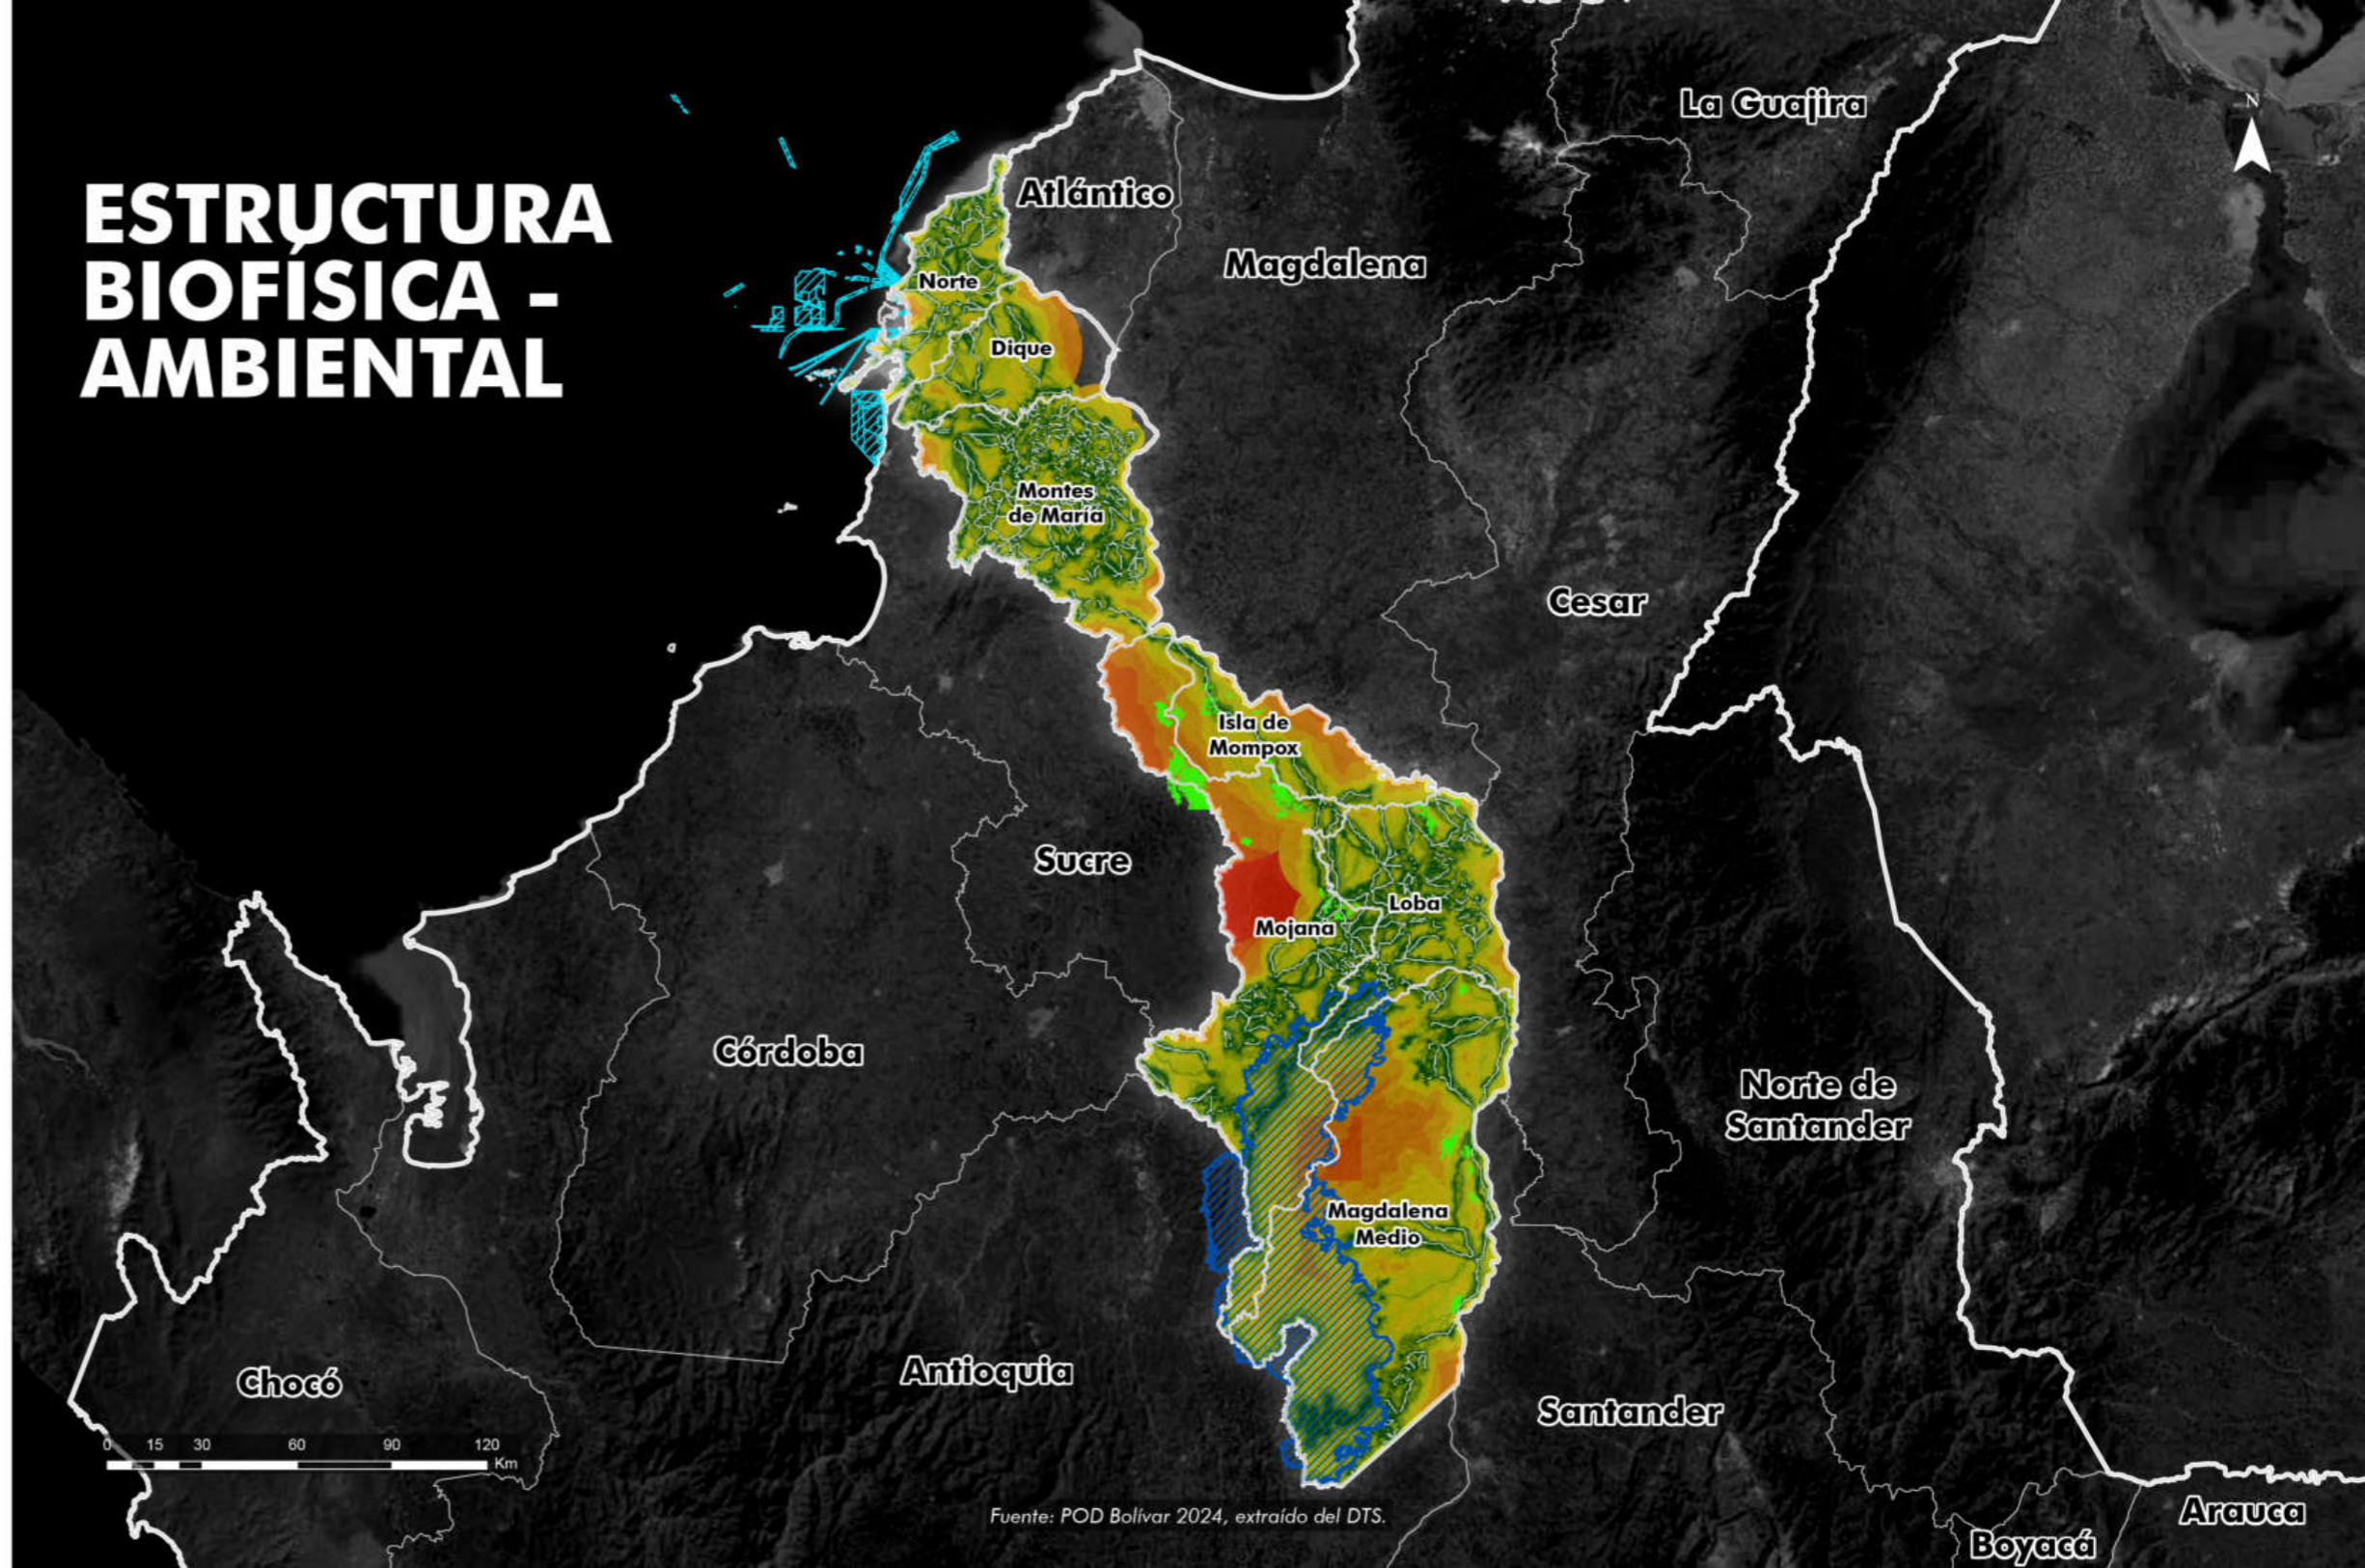 ESTRUCTURA
BIOFÍSICA -
AMBIENTAL
N
La Guajira
Atlántico
Magdalena
Norte
Dique
Montes
de María
Cesar
Isla de
Mompox
Sucre
Loba
Mojana
Córdoba
Norte de
Santander
Magdalena
Medio
Antioquia
Chocó
Santander
0 15 30 60 90 120
Km
Fuente: POD Bolívar 2024, extraído del DTS.
Arauca
Boyacá